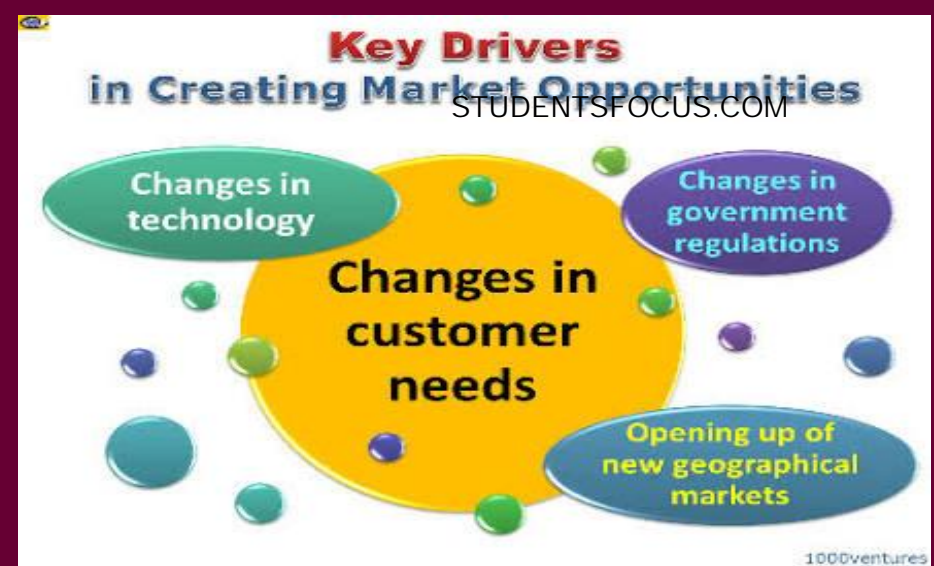 Key Drivers
in Creating Market Opportunities
STUDENTSFOCUS.COM
Changes in
technology
Changes in
government
regulations
Changes in
customer
needs
Opening up of
new geographical
markets
1000ventures